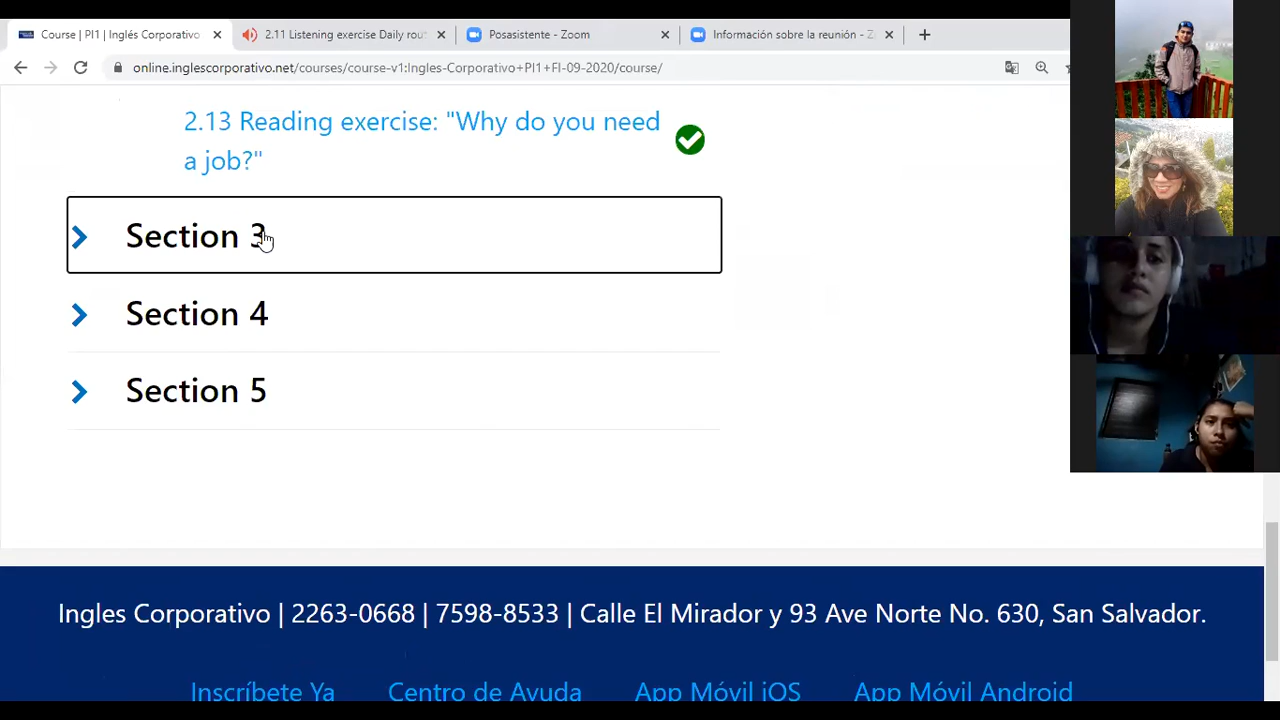 Course | PI1 | Inglés Corporativo
2.11 Listening exercise Daily rou
Posasistente - Zoom
Información sobre la reunión - Z
online.inglescorporativo.net/courses/course-v1:Ingles-Corporativo+PI1+FI-09-2020/course/
2.13 Reading exercise: "Why do you need
a job?"
Section 3
Section 4
Section 5
Ingles Corporativo | 2263-0668 | 7598-8533 | Calle El Mirador y 93 Ave Norte No. 630, San Salvador.
Inscríbete Ya
Centro de Ayuda
App Móvil iOS
App Móvil Android